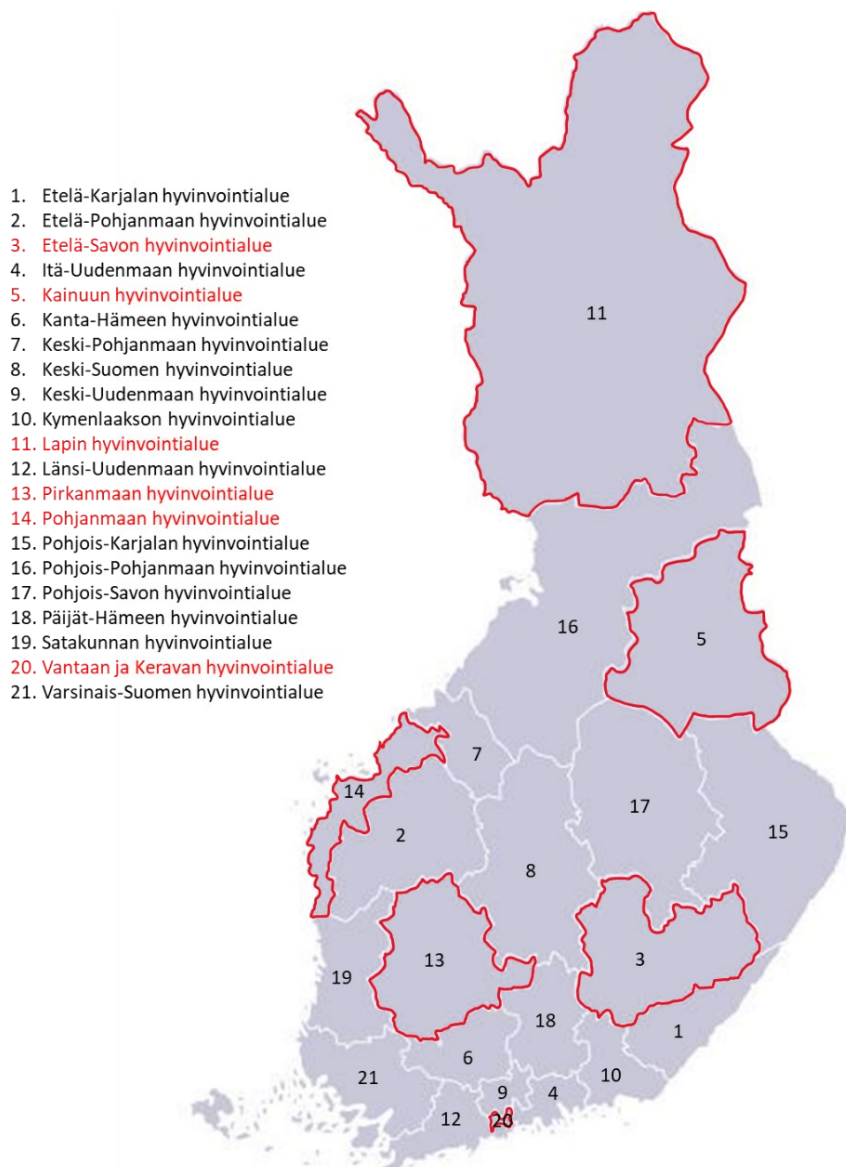 1. Etelä-Karjalan hyvinvointialue
2. Etelä-Pohjanmaan hyvinvointialue
3. Etelä-Savon hyvinvointialue
4. Itä-Uudenmaan hyvinvointialue
5. Kainuun hyvinvointialue
6. Kanta-Hämeen hyvinvointialue
7. Keski-Pohjanmaan hyvinvointialue
8. Keski-Suomen hyvinvointialue
9. Keski-Uudenmaan hyvinvointialue
10. Kymenlaakson hyvinvointialue
11. Lapin hyvinvointialue
12. Länsi-Uudenmaan hyvinvointialue
13. Pirkanmaan hyvinvointialue
14. Pohjanmaan hyvinvointialue
15. Pohjois-Karjalan hyvinvointialue
16. Pohjois-Pohjanmaan hyvinvointialue
17. Pohjois-Savon hyvinvointialue
18. Päijät-Hämeen hyvinvointialue
19. Satakunnan hyvinvointialue
20. Vantaan ja Keravan hyvinvointialue
21. Varsinais-Suomen hyvinvointialue
11
16
5
7
14
17
2
15
8
13
3
19
18
1
6
21
10
9
4
12
20